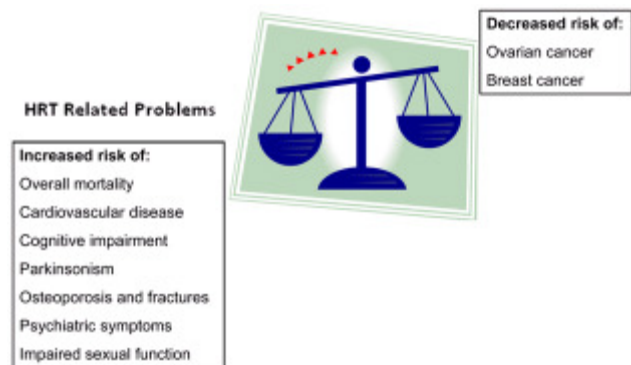 Decreased risk of:
Ovarian cancer
Breast cancer
HRT Related Problems
Increased risk of:
Overall mortality
Cardiovascular disease
Cognitive impairment
Parkinsonism
Osteoporosis and fractures
Psychiatric symptoms
Impaired sexual function